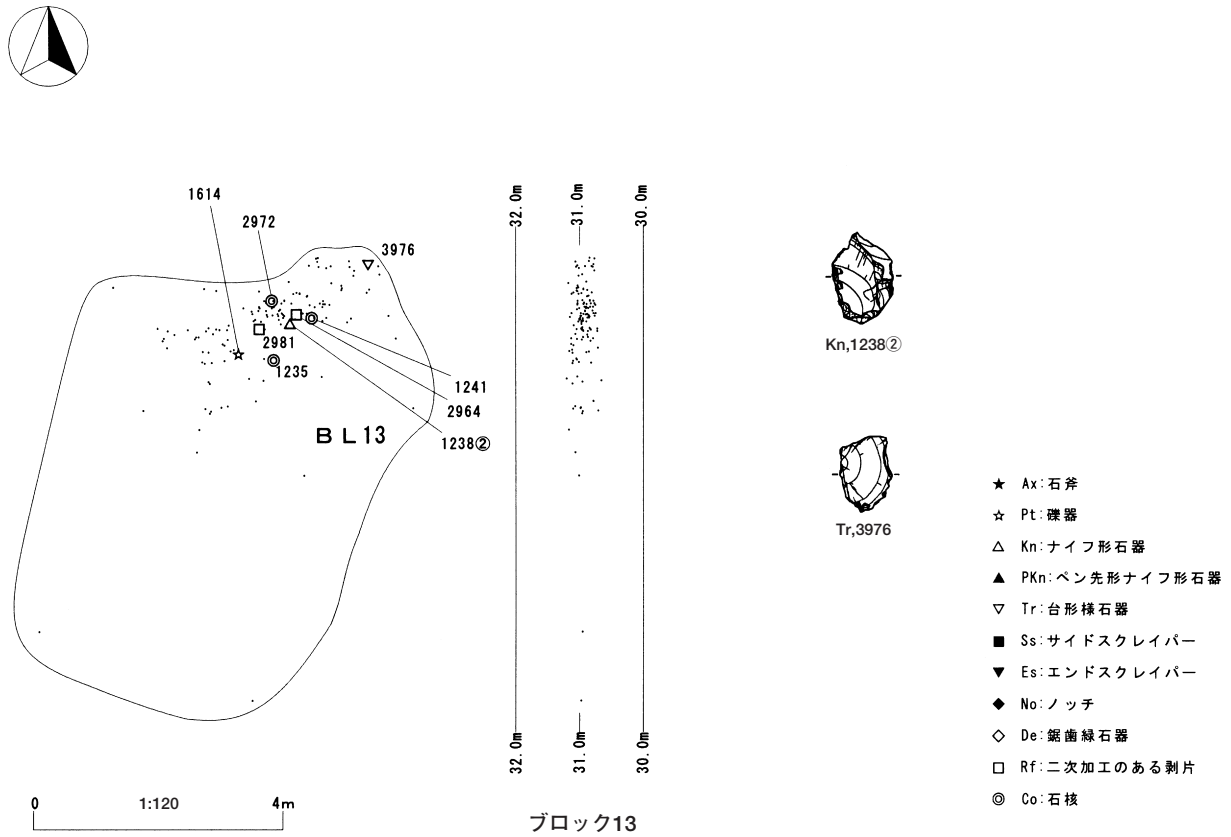 1614
2972
3976
2981
1235
1241
2964
1238②
BL13
32.0m
31.0m
30.0m
32.0m
31.0m
30.0m
Kn,1238②
Tr,3976
Ax:石斧
Pt:礫器
Kn:ナイフ形石器
PKn:ペン先形ナイフ形石器
Tr:台形様石器
Ss:サイドスクレイパー
Es:エンドスクレイパー
No:ノッチ
De:鋸歯縁石器
Rf:二次加工のある剥片
Co:石核
0 1:120 4m
ブロック13